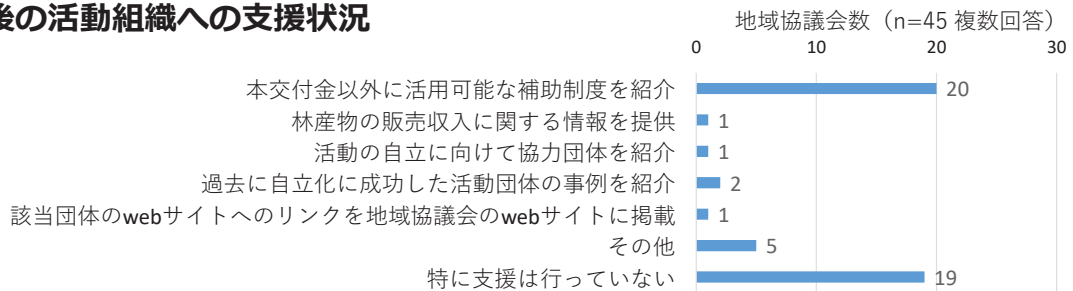 後の活動組織への支援状況
地域協議会数（n=45 複数回答）
0 10 20 30
本交付金以外に活用可能な補助制度を紹介 20
林産物の販売収入に関する情報を提供 1
活動の自立に向けて協力団体を紹介 1
過去に自立化に成功した活動団体の事例を紹介 2
該当団体のwebサイトへのリンクを地域協議会のwebサイトに掲載 1
その他 5
特に支援は行っていない 19